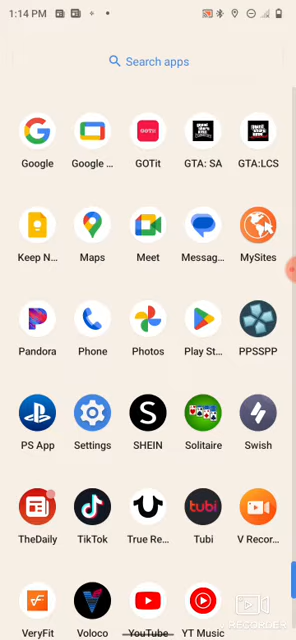 1:14 PM
Search apps
Google
Google ...
GOTit
GTA: SA
GTA:LCS
Keep N...
Maps
Meet
Messag...
MySites
Pandora
Phone
Photos
Play St...
PPSSPP
PS App
Settings
SHEIN
Solitaire
Swish
TheDaily
TikTok
True Re...
tubi
Tubi
V Recor...
VeryFit
Voloco
YouTube
YT Music
RECORDER